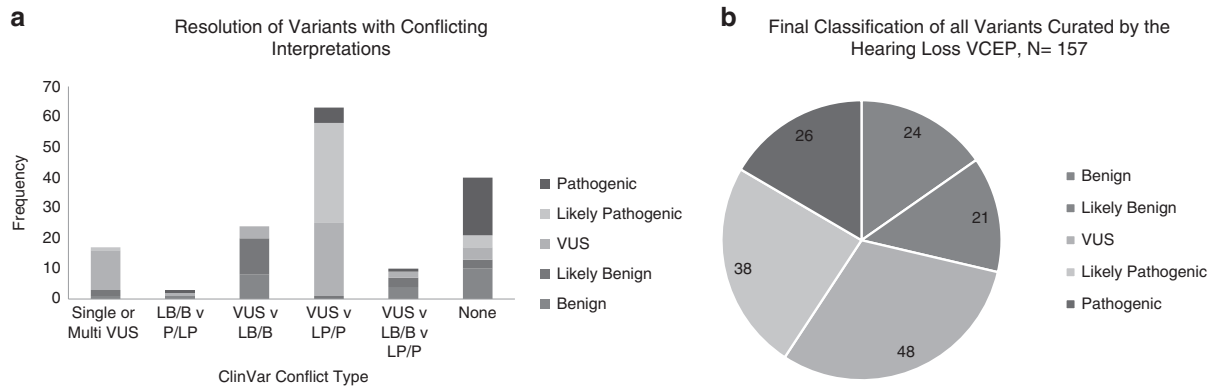 a
Resolution of Variants with Conflicting
Interpretations
70
60
50
40
30
20
10
0
Frequency
Single or
Multi VUS
LB/B v
P/LP
VUS v
LB/B
VUS v
LP/P
VUS v
LB/B v
LP/P
None
ClinVar Conflict Type
Pathogenic
Likely Pathogenic
VUS
Likely Benign
Benign
b
Final Classification of all Variants Curated by the
Hearing Loss VCEP, N= 157
26
24
21
38
48
Benign
Likely Benign
VUS
Likely Pathogenic
Pathogenic